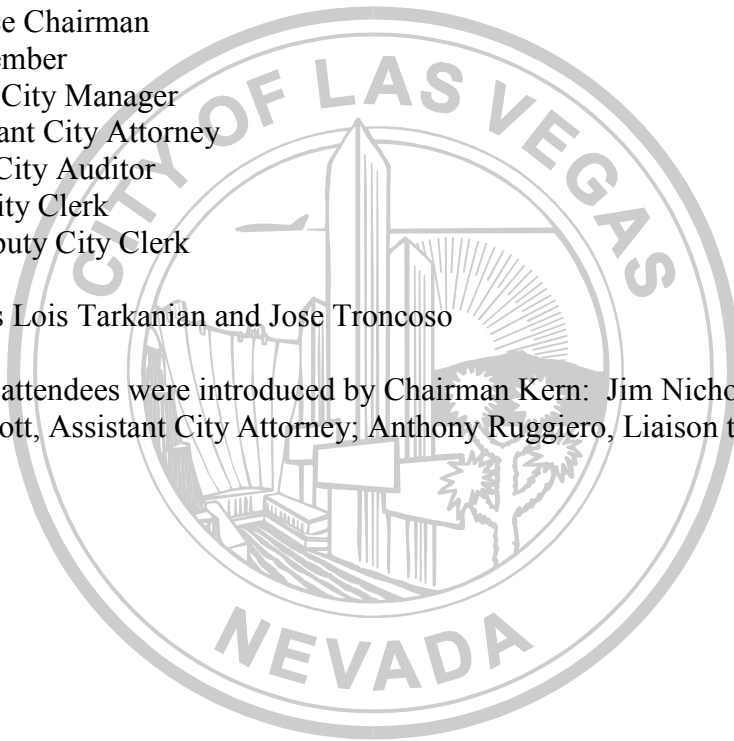 e Chairman
ember
City Manager
ant City Attorney
City Auditor
ity Clerk
puty City Clerk
s Lois Tarkanian and Jose Troncoso
attendees were introduced by Chairman Kern: Jim Nicho
ott, Assistant City Attorney; Anthony Ruggiero, Liaison t
CITY OF LAS VEGAS
NEVADA